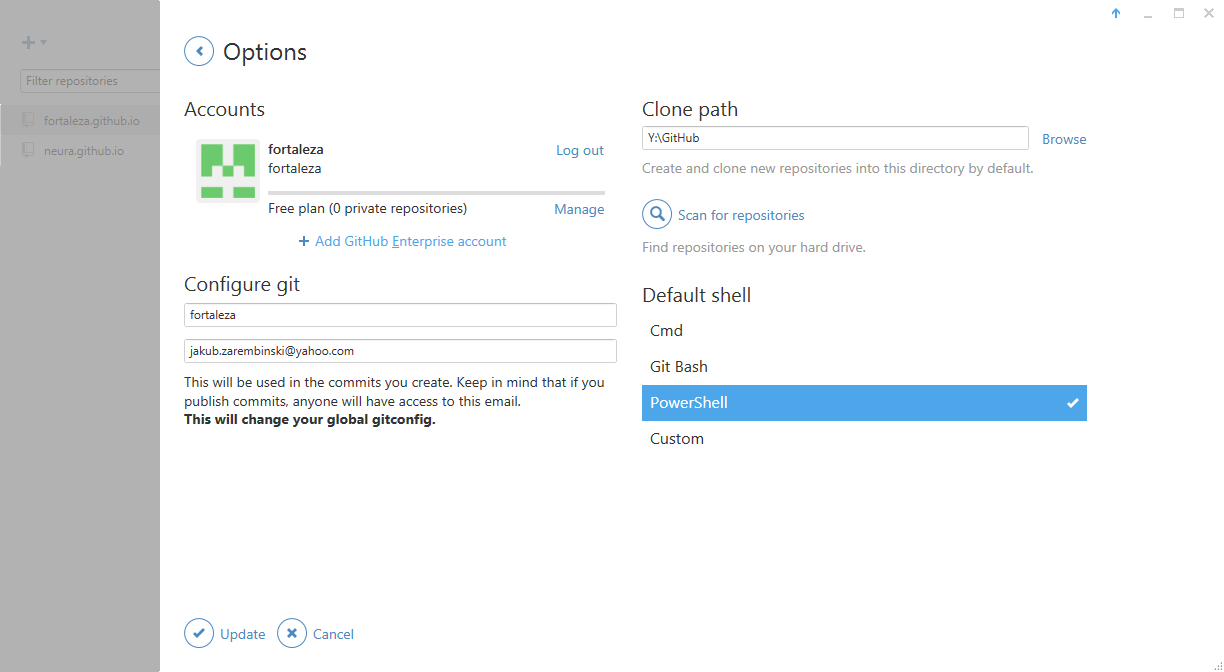 Options
Filter repositories
fortaleza.github.io
neura.github.io
Accounts
fortaleza
fortaleza
Log out
Free plan (0 private repositories)
Manage
Add GitHub Enterprise account
Configure git
fortaleza
jakub.zarembinski@yahoo.com
This will be used in the commits you create. Keep in mind that if you
publish commits, anyone will have access to this email.
This will change your global gitconfig.
Clone path
Y:\GitHub
Browse
Create and clone new repositories into this directory by default.
Scan for repositories
Find repositories on your hard drive.
Default shell
Cmd
Git Bash
PowerShell
Custom
Update
Cancel